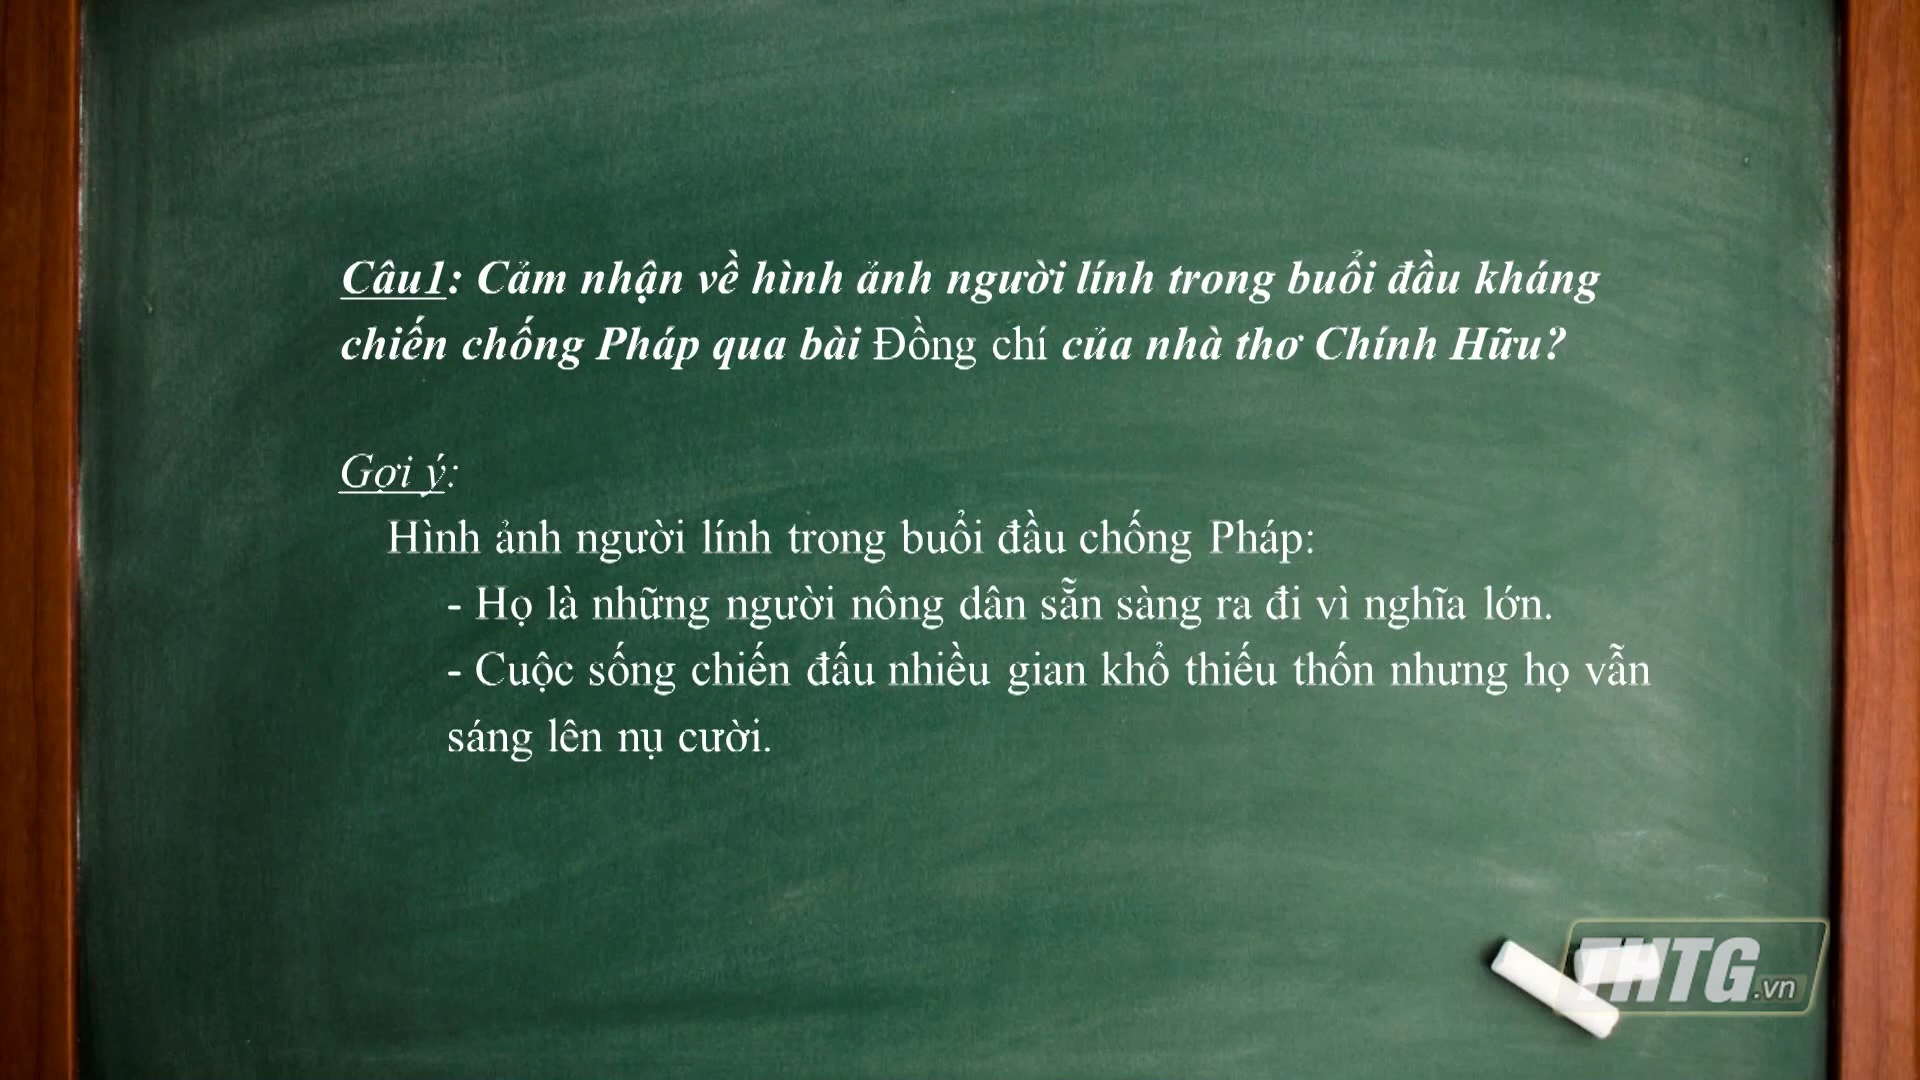 Câu1: Cảm nhận về hình ảnh người lính trong buổi đầu kháng
chiến chống Pháp qua bài Đồng chí của nhà thơ Chính Hữu?
Gợi ý:
Hình ảnh người lính trong buổi đầu chống Pháp:
- Họ là những người nông dân sẵn sàng ra đi vì nghĩa lớn.
- Cuộc sống chiến đấu nhiều gian khổ thiếu thốn nhưng họ vẫn
sáng lên nụ cười.
THTG.vn